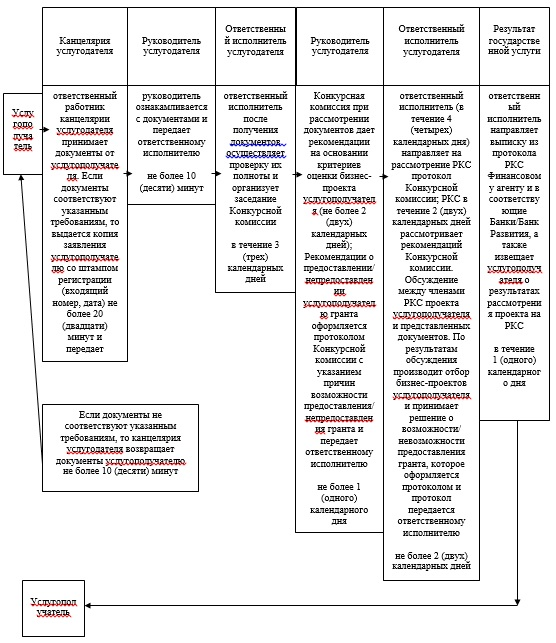 Канцелярия
услугодателя
Руководитель
услугодателя
Ответственны
й исполнитель
услугодателя
Руководитель
услугодателя
Ответственный
исполнитель
услугодателя
Результат
государстве
нной услуги
Услу
гопо
луча
тель
ответственный
работник
канцелярии
услугодателя
принимает
документы от
услугополучате
ля. Если
документы
соответствуют
указанным
требованиям, то
выдается копия
заявления
услугополучате
лю со штампом
регистрации
(входящий
номер, дата) не
более 20
(двадцати)
минут и
передает
руководитель
ознакамливается
с документами и
передает
ответственному
исполнителю
не более 10
(десяти) минут
ответственный
исполнитель
после
получения
документов
осуществляет
проверку их
полноты и
организует
заседание
Конкурсной
комиссии
в течение 3
(трех)
календарных
дней
Конкурсная
комиссия при
рассмотрении
документов дает
рекомендации
на основании
критериев
оценки бизнес-
проекта
услугополучател
я (не более 2
(двух)
календарных
дней);
Рекомендации о
предоставлении/
непредоставлен
ии
услугополучател
ю гранта
оформляется
протоколом
Конкурсной
комиссии с
указанием
причин
возможности
предоставления/
непредоставлен
ия гранта и
передает
ответственному
исполнителю
не более 1
(одного)
календарного
дня
ответственный
исполнитель (в
течение 4
(четырех)
календарных дня)
направляет на
рассмотрение РКС
протокол
Конкурсной
комиссии; РКС в
течение 2 (двух)
календарных дней
рассматривает
рекомендаций
Конкурсной
комиссии.
Обсуждение
между членами
РКС проекта
услугополучателя
и представленных
документов. По
результатам
обсуждения
производит отбор
бизнес-проектов
услугополучателя
и принимает
решение о
возможности/
невозможности
предоставления
гранта, которое
оформляется
протоколом и
протокол
передается
ответственному
исполнителю
не более 2 (двух)
календарных дней
ответственн
ый
исполнитель
направляет
выписку из
протокола
РКС
Финансовом
у агенту и в
соответству
ющие
Банки/Банк
Развития, а
также
извещает
услугополуч
ателя о
результатах
рассмотрени
я проекта на
РКС
в течение
1 (одного)
календарног
о дня
Если документы не
соответствуют указанным
требованиям, то канцелярия
услугодателя возвращает
документы услугополучателю
не более 10 (десяти) минут
Услугопол
учатель